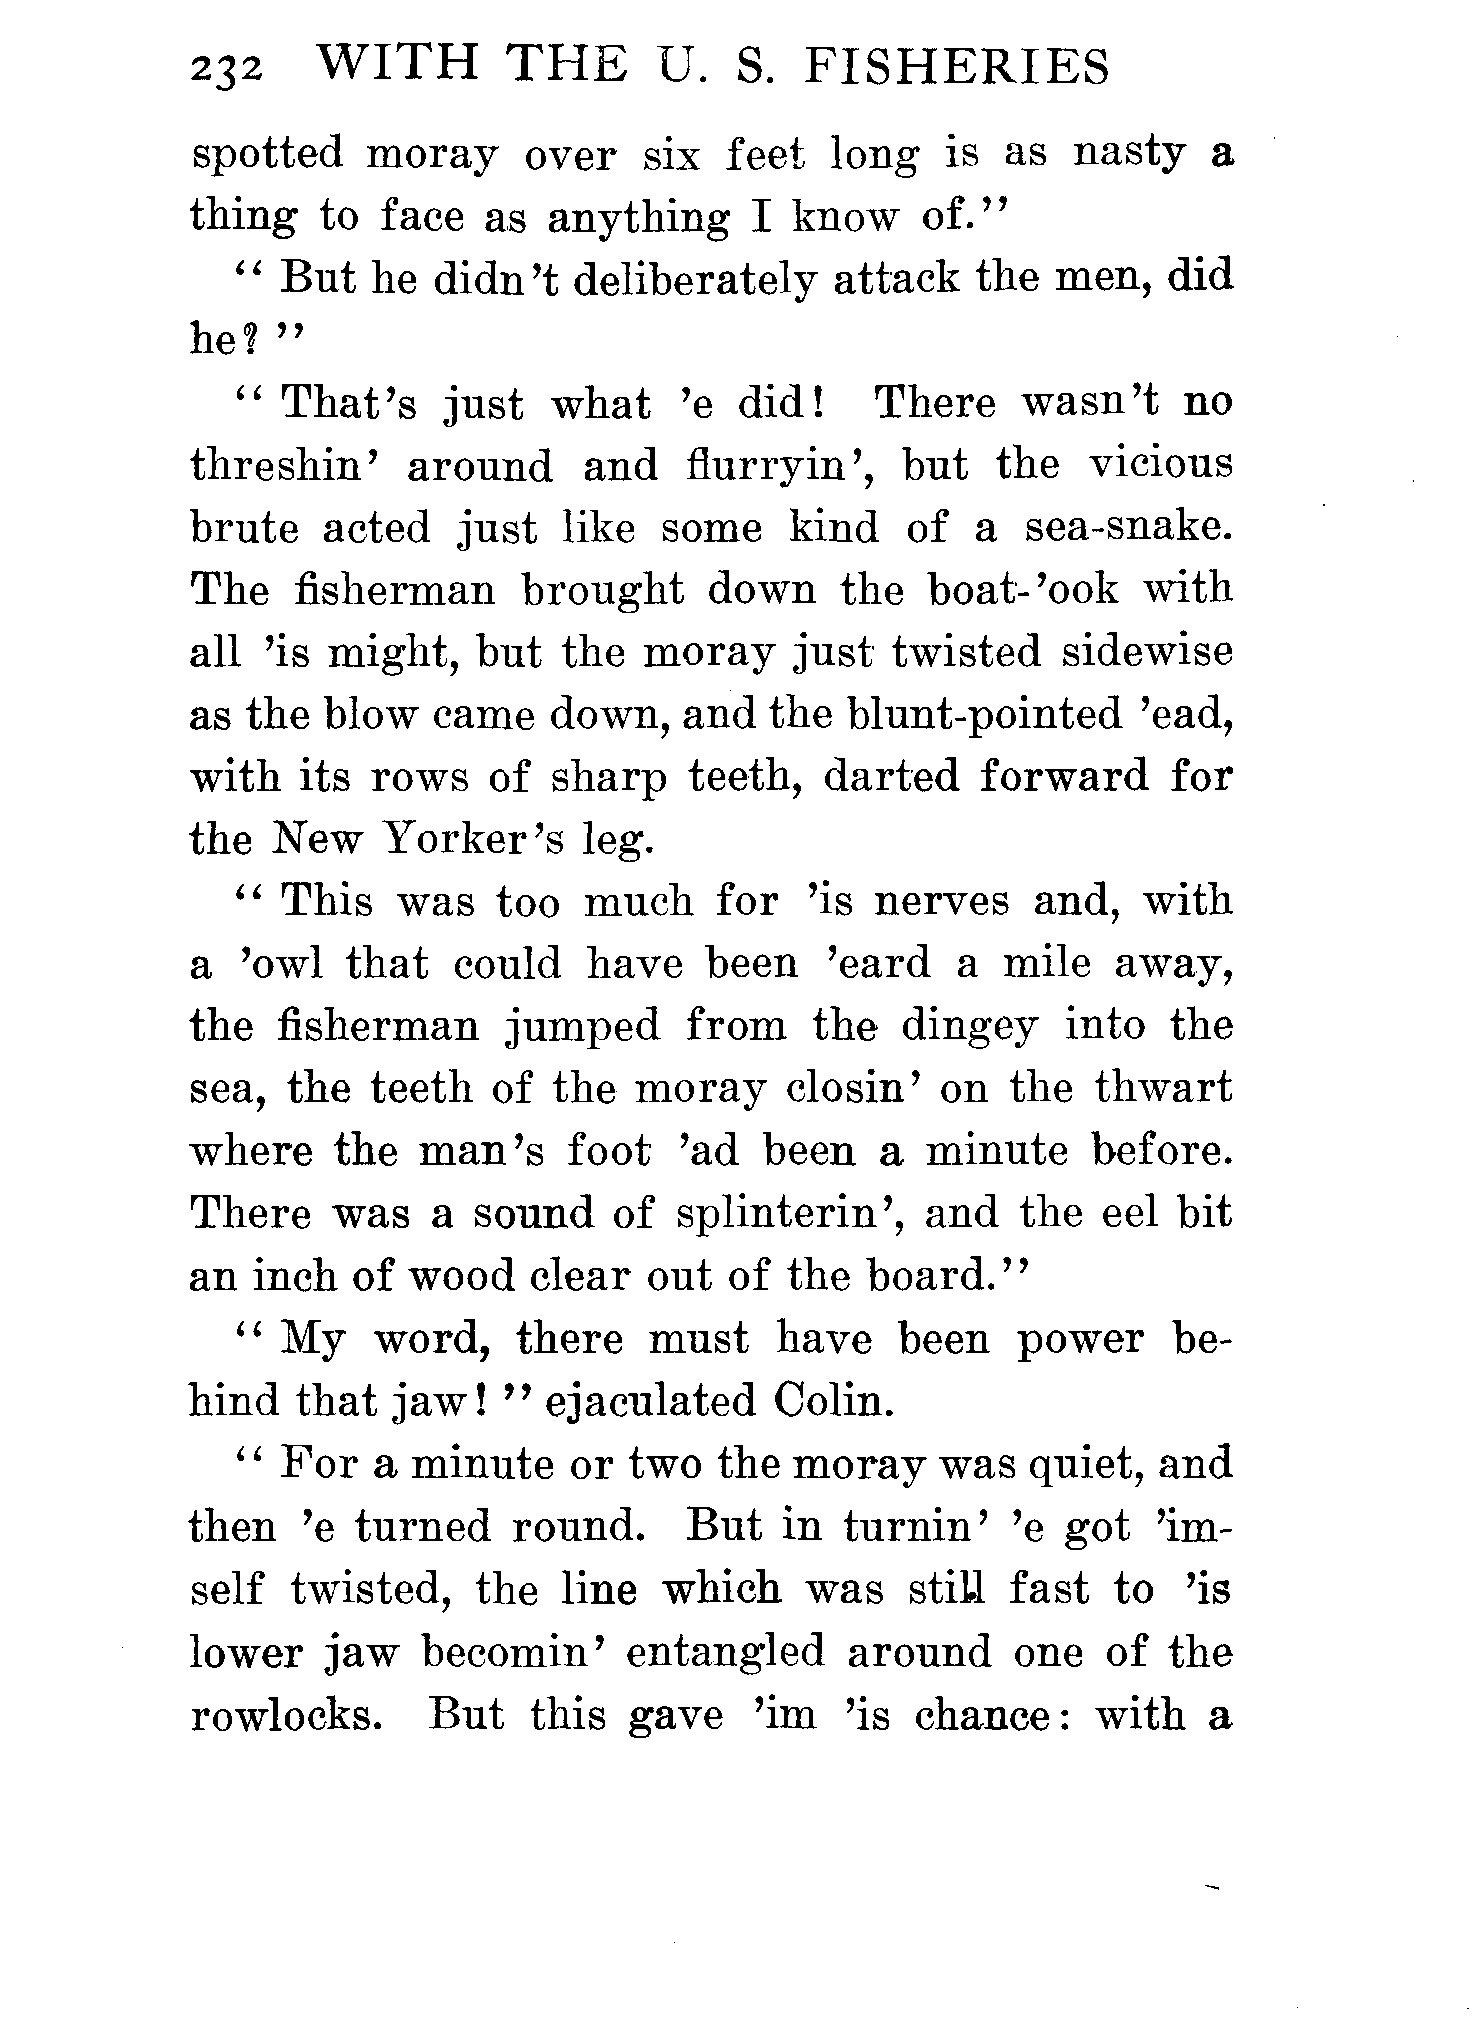 232 WITH THE U. S. FISHERIES
spotted moray over six feet long is as nasty a
thing to face as anything I know of.”
“ But he didn’t deliberately attack the men, did
he? ”
“ That’s just what ’e did! There wasn’t no
threshin’ around and flurryin’, but the vicious
brute acted just like some kind of a sea-snake.
The fisherman brought down the boat-’ook with
all ’is might, but the moray just twisted sidewise
as the blow came down, and the blunt-pointed ’ead,
with its rows of sharp teeth, darted forward for
the New Yorker’s leg.
“ This was too much for ’is nerves and, with
a ’owl that could have been ’eard a mile away,
the fisherman jumped from the dingey into the
sea, the teeth of the moray closin’ on the thwart
where the man’s foot ’ad been a minute before.
There was a sound of splinterin’, and the eel bit
an inch of wood clear out of the board.”
“ My word, there must have been power be-
hind that jaw! ” ejaculated Colin.
“ For a minute or two the moray was quiet, and
then ’e turned round. But in turnin’ ’e got ’im-
self twisted, the line which was still fast to ’is
lower jaw becomin’ entangled around one of the
rowlocks. But this gave ’im ’is chance: with a